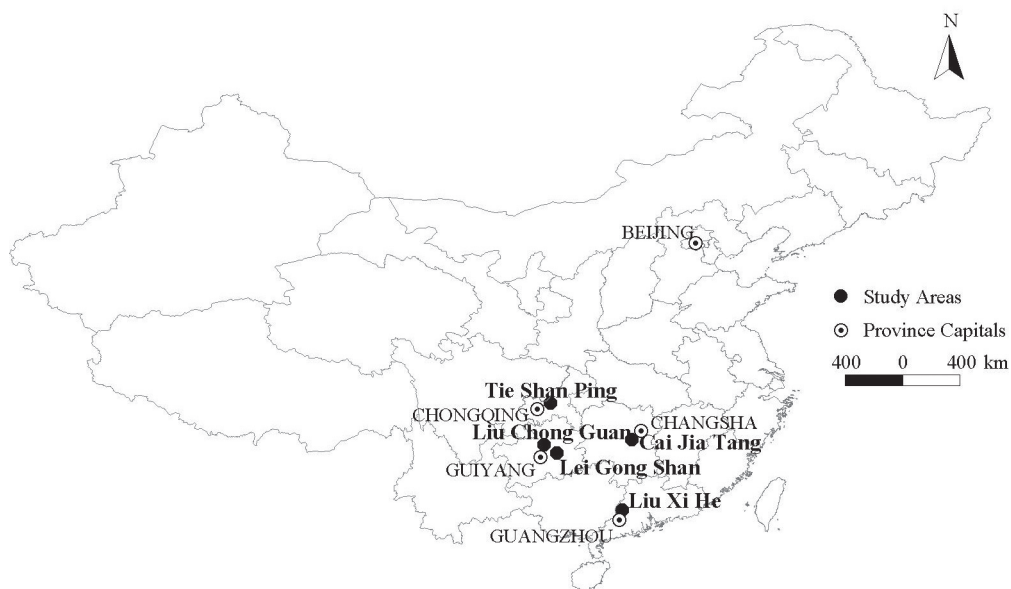 N
BEIJING
Study Areas
Province Capitals
400 0 400 km
Tie Shan Ping
CHONGQING
CHANGSHA
Liu Chong Guan
Cai Jia Tang
GUIYANG
Lei Gong Shan
Liu Xi He
GUANGZHOU